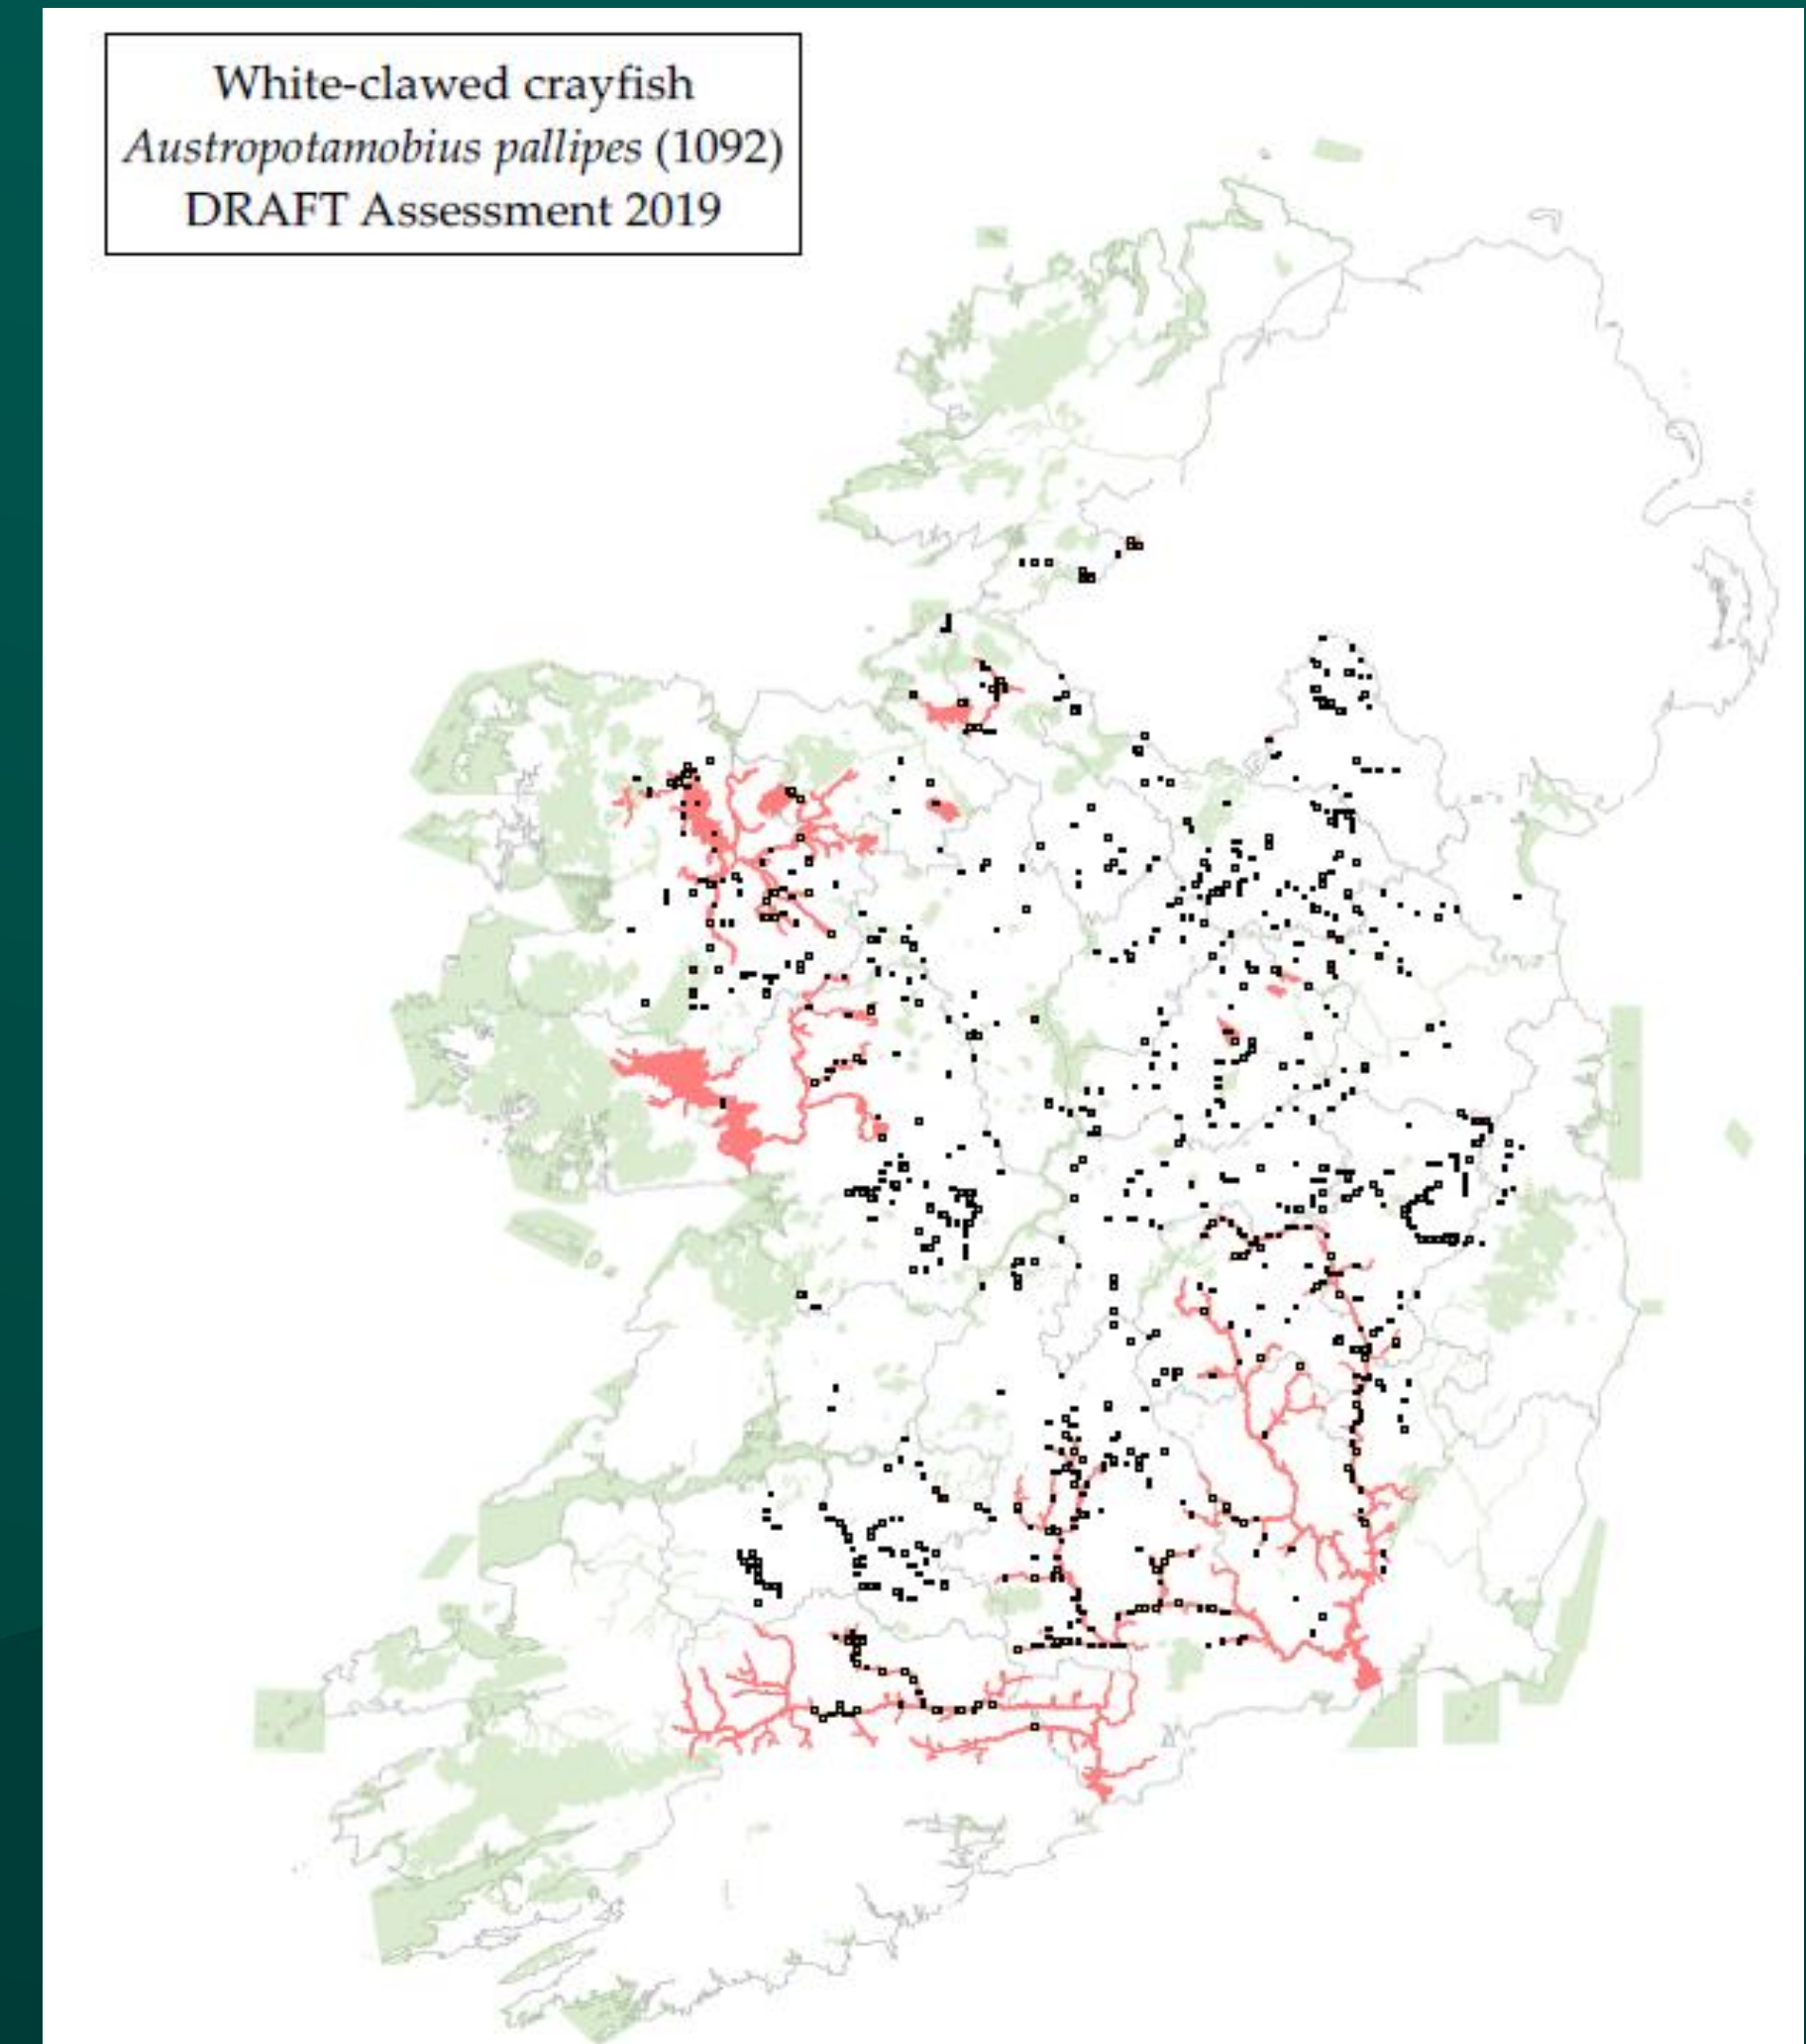 White-clawed crayfish
Austropotamobius pallipes (1092)
DRAFT Assessment 2019